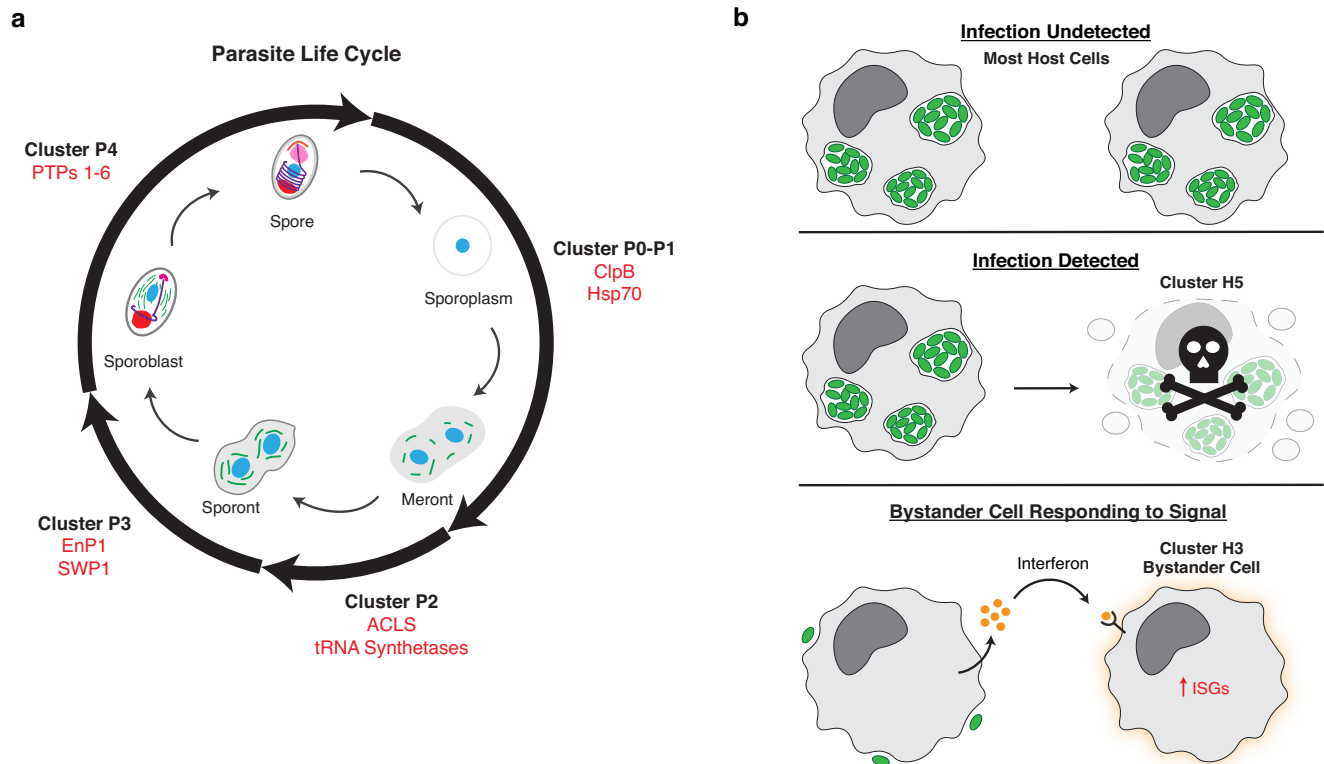 a
Parasite Life Cycle
Cluster P4
PTPs 1-6
Spore
Sporoplasm
Cluster P0-P1
ClpB
Hsp70
Sporoblast
Meront
Sporont
Cluster P3
EnP1
SWP1
Cluster P2
ACLS
tRNA Synthetases
b
Infection Undetected
Most Host Cells
Infection Detected
Cluster H5
Bystander Cell Responding to Signal
Interferon
Cluster H3
Bystander Cell
↑ ISGs